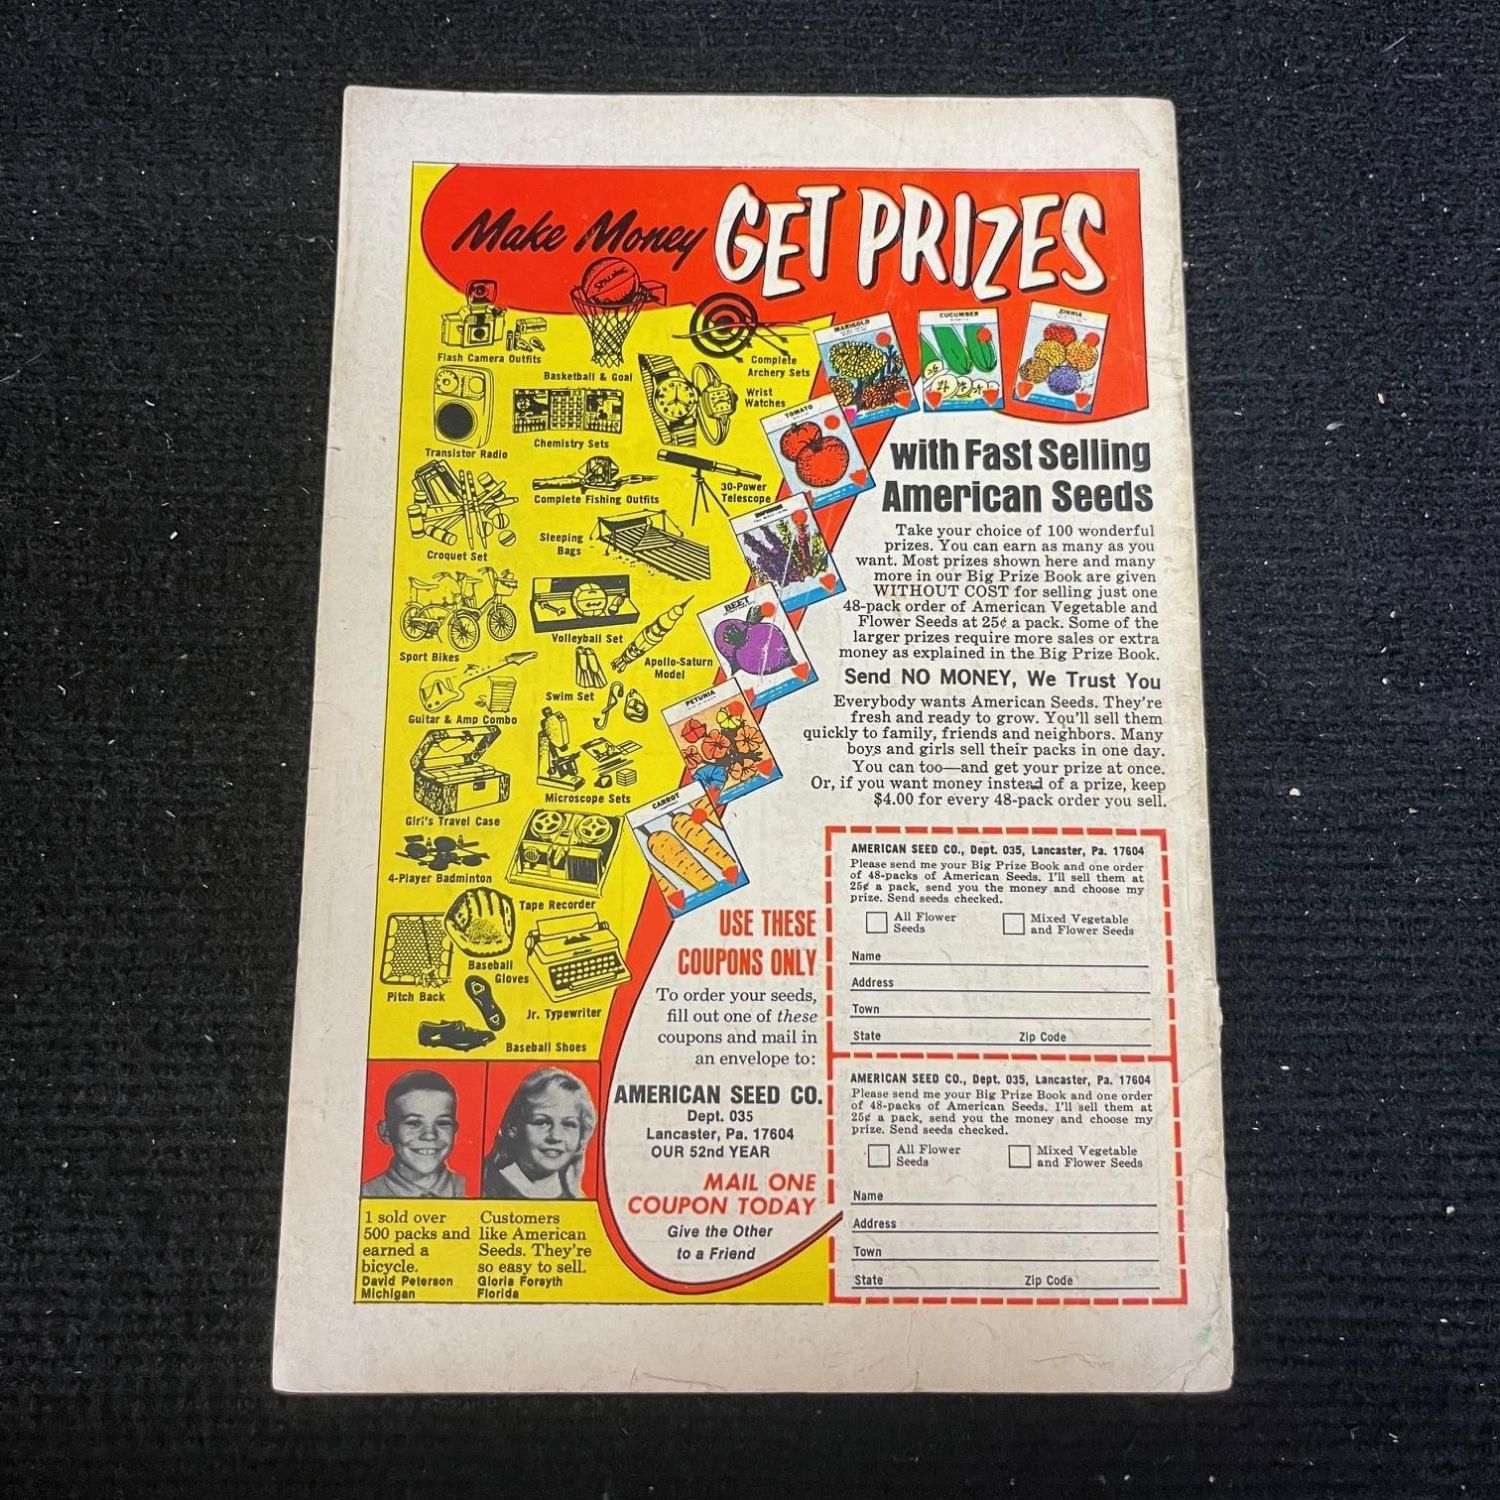 Make Money GET PRIZES
SPALDING
Flash Camera Outfits
Basketball & Goal
Complete
Archery Sets
Wrist
Watches
Transistor Radio
Chemistry Sets
Complete Fishing Outfits
30-Power
Telescope
Croquet Set
Sleeping
Bags
Sport Bikes
Volleyball Set
Apollo-Saturn
Model
Swim Set
Guitar & Amp Combo
Microscope Sets
Girl's Travel Case
4-Player Badminton
Tape Recorder
Baseball
Gloves
Pitch Back
Jr. Typewriter
Baseball Shoes
MARIGOLD
CUCUMBER
ZINNIA
TOMATO
BEET
PETUNIA
CARROT
with Fast Selling
American Seeds
Take your choice of 100 wonderful
prizes. You can earn as many as you
want. Most prizes shown here and many
more in our Big Prize Book are given
WITHOUT COST for selling just one
48-pack order of American Vegetable and
Flower Seeds at 25¢ a pack. Some of the
larger prizes require more sales or extra
money as explained in the Big Prize Book.
Send NO MONEY, We Trust You
Everybody wants American Seeds. They're
fresh and ready to grow. You'll sell them
quickly to family, friends and neighbors. Many
boys and girls sell their packs in one day.
You can too—and get your prize at once.
Or, if you want money instead of a prize, keep
$4.00 for every 48-pack order you sell.
USE THESE
COUPONS ONLY
To order your seeds,
fill out one of these
coupons and mail in
an envelope to:
AMERICAN SEED CO.
Dept. 035
Lancaster, Pa. 17604
OUR 52nd YEAR
MAIL ONE
COUPON TODAY
Give the Other
to a Friend
AMERICAN SEED CO., Dept. 035, Lancaster, Pa. 17604
Please send me your Big Prize Book and one order
of 48-packs of American Seeds. I'll sell them at
25¢ a pack, send you the money and choose my
prize. Send seeds checked.
All Flower
Seeds
Mixed Vegetable
and Flower Seeds
Name
Address
Town
State Zip Code
AMERICAN SEED CO., Dept. 035, Lancaster, Pa. 17604
Please send me your Big Prize Book and one order
of 48-packs of American Seeds. I'll sell them at
25¢ a pack, send you the money and choose my
prize. Send seeds checked.
All Flower
Seeds
Mixed Vegetable
and Flower Seeds
Name
Address
Town
State Zip Code
I sold over
500 packs and
earned a
bicycle.
David Peterson
Michigan
Customers
like American
Seeds. They're
so easy to sell.
Gloria Forsyth
Florida